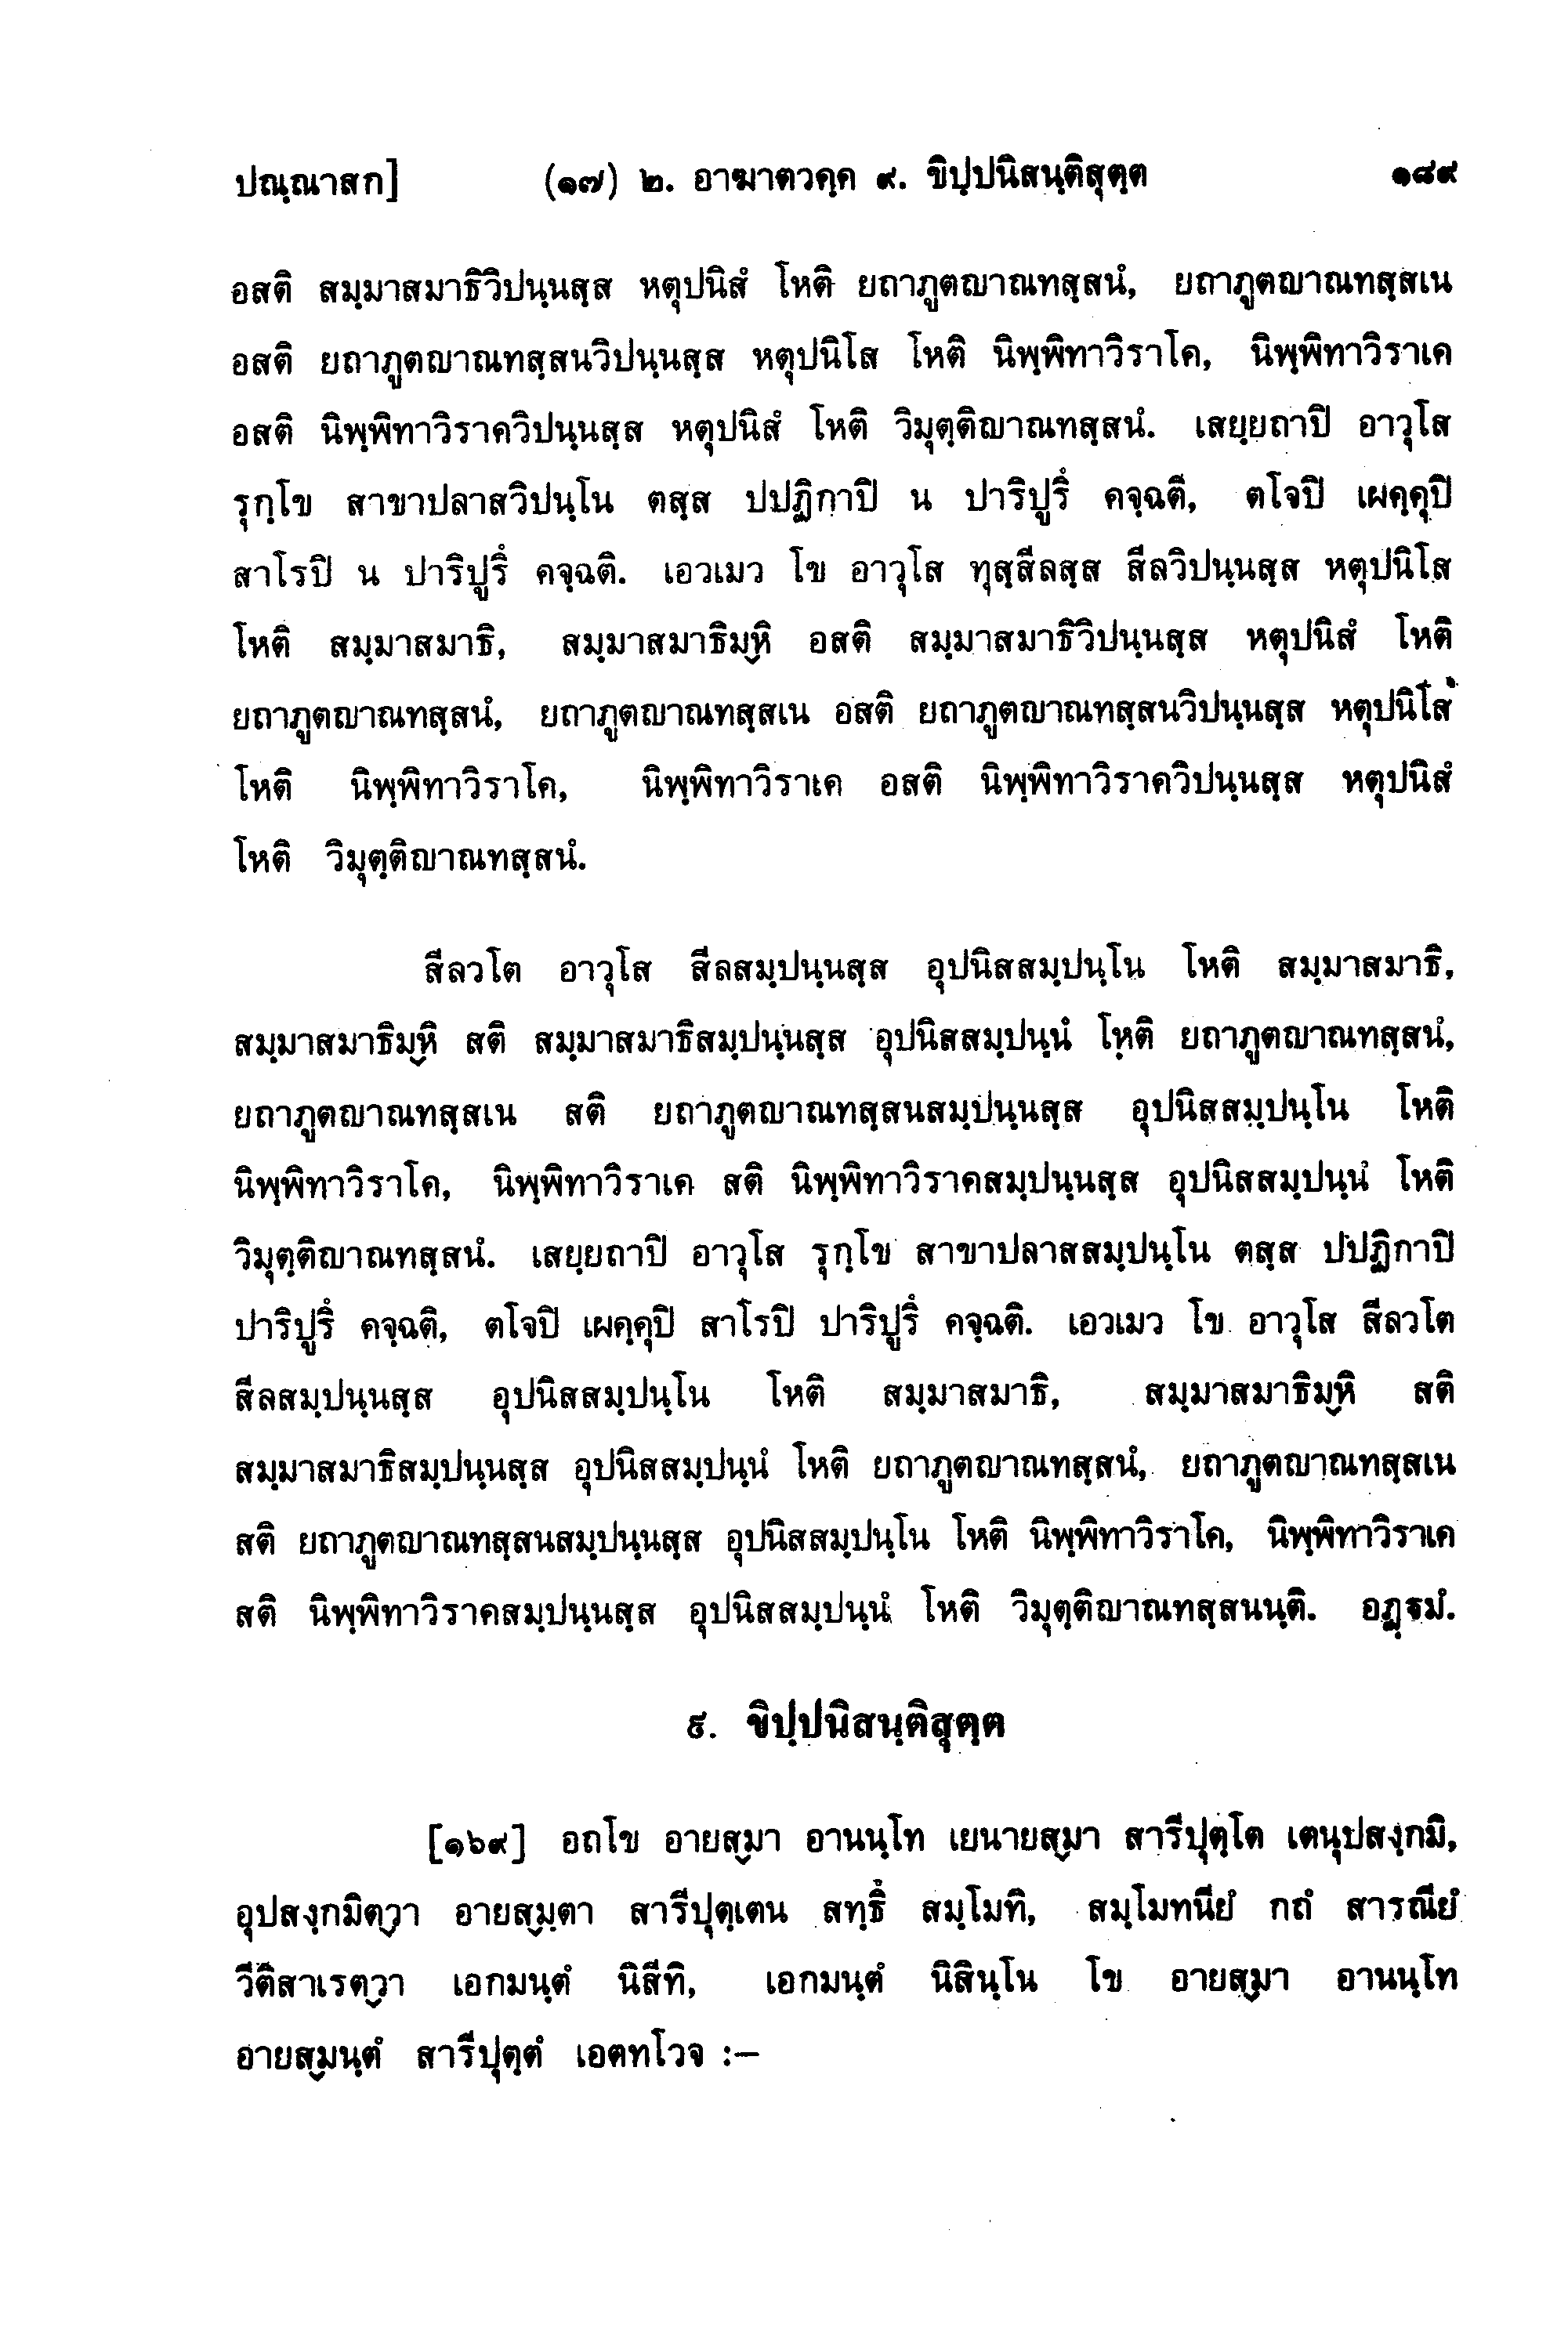 ปณฺณาสก] (๑๗) ๒. อาฆาตวคฺค ๙. ขิปฺปนิสนฺติสุตฺต ๑๘๙
อสติ สมฺมาสมาธิวิปนฺนสฺส หตุปนิสํ โหติ ยถาภูตญาณทสฺสนํ, ยถาภูตญาณทสฺสเน
อสติ ยถาภูตญาณทสฺสนวิปนฺนสฺส หตุปนิโส โหติ นิพฺพิทาวิราโค, นิพฺพิทาวิราเค
อสติ นิพฺพิทาวิราควิปนฺนสฺส หตุปนิสํ โหติ วิมุตฺติญาณทสฺสนํ. เสยฺยถาปิ อาวุโส
รุกฺโข สาขาปลาสวิปนฺโน ตสฺส ปปฏิกาปิ น ปาริปูรึ คจฺฉติ, ตโจปิ เผคฺคุปิ
สาโรปิ น ปาริปูรึ คจฺฉติ. เอวเมว โข อาวุโส ทุสฺสีลสฺส สีลวิปนฺนสฺส หตุปนิโส
โหติ สมฺมาสมาธิ, สมฺมาสมาธิมฺหิ อสติ สมฺมาสมาธิวิปนฺนสฺส หตุปนิสํ โหติ
ยถาภูตญาณทสฺสนํ, ยถาภูตญาณทสฺสเน อสติ ยถาภูตญาณทสฺสนวิปนฺนสฺส หตุปนิโส
โหติ นิพฺพิทาวิราโค, นิพฺพิทาวิราเค อสติ นิพฺพิทาวิราควิปนฺนสฺส หตุปนิสํ
โหติ วิมุตฺติญาณทสฺสนํ.
สีลวโต อาวุโส สีลสมฺปนฺนสฺส อุปนิสสมฺปนฺโน โหติ สมฺมาสมาธิ,
สมฺมาสมาธิมฺหิ สติ สมฺมาสมาธิสมฺปนฺนสฺส อุปนิสสมฺปนฺนํ โหติ ยถาภูตญาณทสฺสนํ,
ยถาภูตญาณทสฺสเน สติ ยถาภูตญาณทสฺสนสมฺปนฺนสฺส อุปนิสสมฺปนฺโน โหติ
นิพฺพิทาวิราโค, นิพฺพิทาวิราเค สติ นิพฺพิทาวิราคสมฺปนฺนสฺส อุปนิสสมฺปนฺนํ โหติ
วิมุตฺติญาณทสฺสนํ. เสยฺยถาปิ อาวุโส รุกฺโข สาขาปลาสสมฺปนฺโน ตสฺส ปปฏิกาปิ
ปาริปูรึ คจฺฉติ, ตโจปิ เผคฺคุปิ สาโรปิ ปาริปูรึ คจฺฉติ. เอวเมว โข อาวุโส สีลวโต
สีลสมฺปนฺนสฺส อุปนิสสมฺปนฺโน โหติ สมฺมาสมาธิ, สมฺมาสมาธิมฺหิ สติ
สมฺมาสมาธิสมฺปนฺนสฺส อุปนิสสมฺปนฺนํ โหติ ยถาภูตญาณทสฺสนํ, ยถาภูตญาณทสฺสเน
สติ ยถาภูตญาณทสฺสนสมฺปนฺนสฺส อุปนิสสมฺปนฺโน โหติ นิพฺพิทาวิราโค, นิพฺพิทาวิราเค
สติ นิพฺพิทาวิราคสมฺปนฺนสฺส อุปนิสสมฺปนฺนํ โหติ วิมุตฺติญาณทสฺสนนฺติ. อฏฺฐมํ.
๙. ขิปฺปนิสนฺติสุตฺต
[๑๖๙] อถโข อายสฺมา อานนฺโท เยนายสฺมา สารีปุตฺโต เตนุปสงฺกมิ,
อุปสงฺกมิตฺวา อายสฺมตา สารีปุตฺเตน สทฺธึ สมฺโมทิ, สมฺโมทนียํ กถํ สารณียํ
วีติสาเรตฺวา เอกมนฺตํ นิสีทิ, เอกมนฺตํ นิสินฺโน โข อายสฺมา อานนฺโท
อายสฺมนฺตํ สารีปุตฺตํ เอตทโวจ :–